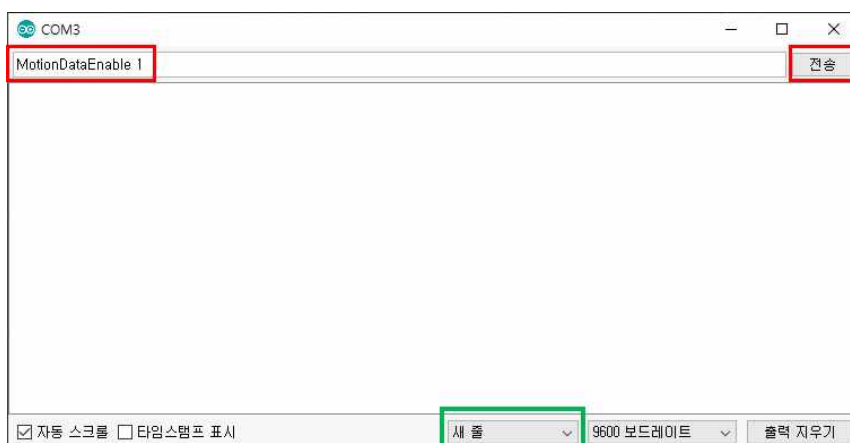 COM3
MotionDataEnable 1
전송
자동 스크롤 타임스탬프 표시 새 줄 9600 보드레이트 출력 지우기